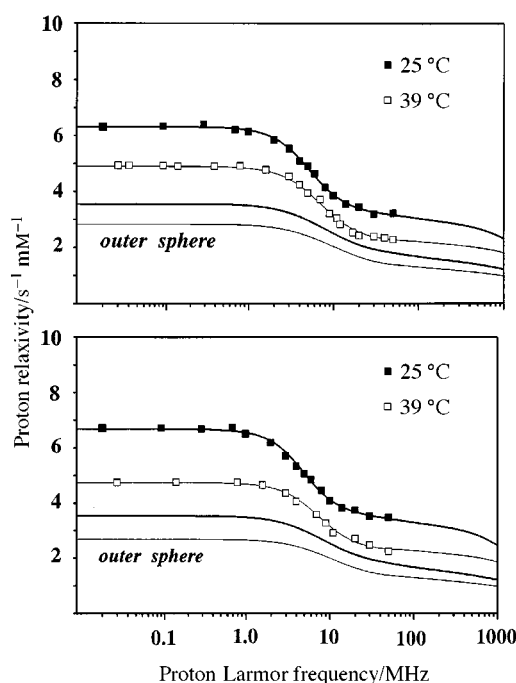 10
8
6
4
2
25 °C
39 °C
outer sphere
Proton relaxivity/s⁻¹ mM⁻¹
10
8
6
4
2
25 °C
39 °C
outer sphere
0.1 1.0 10 100 1000
Proton Larmor frequency/MHz